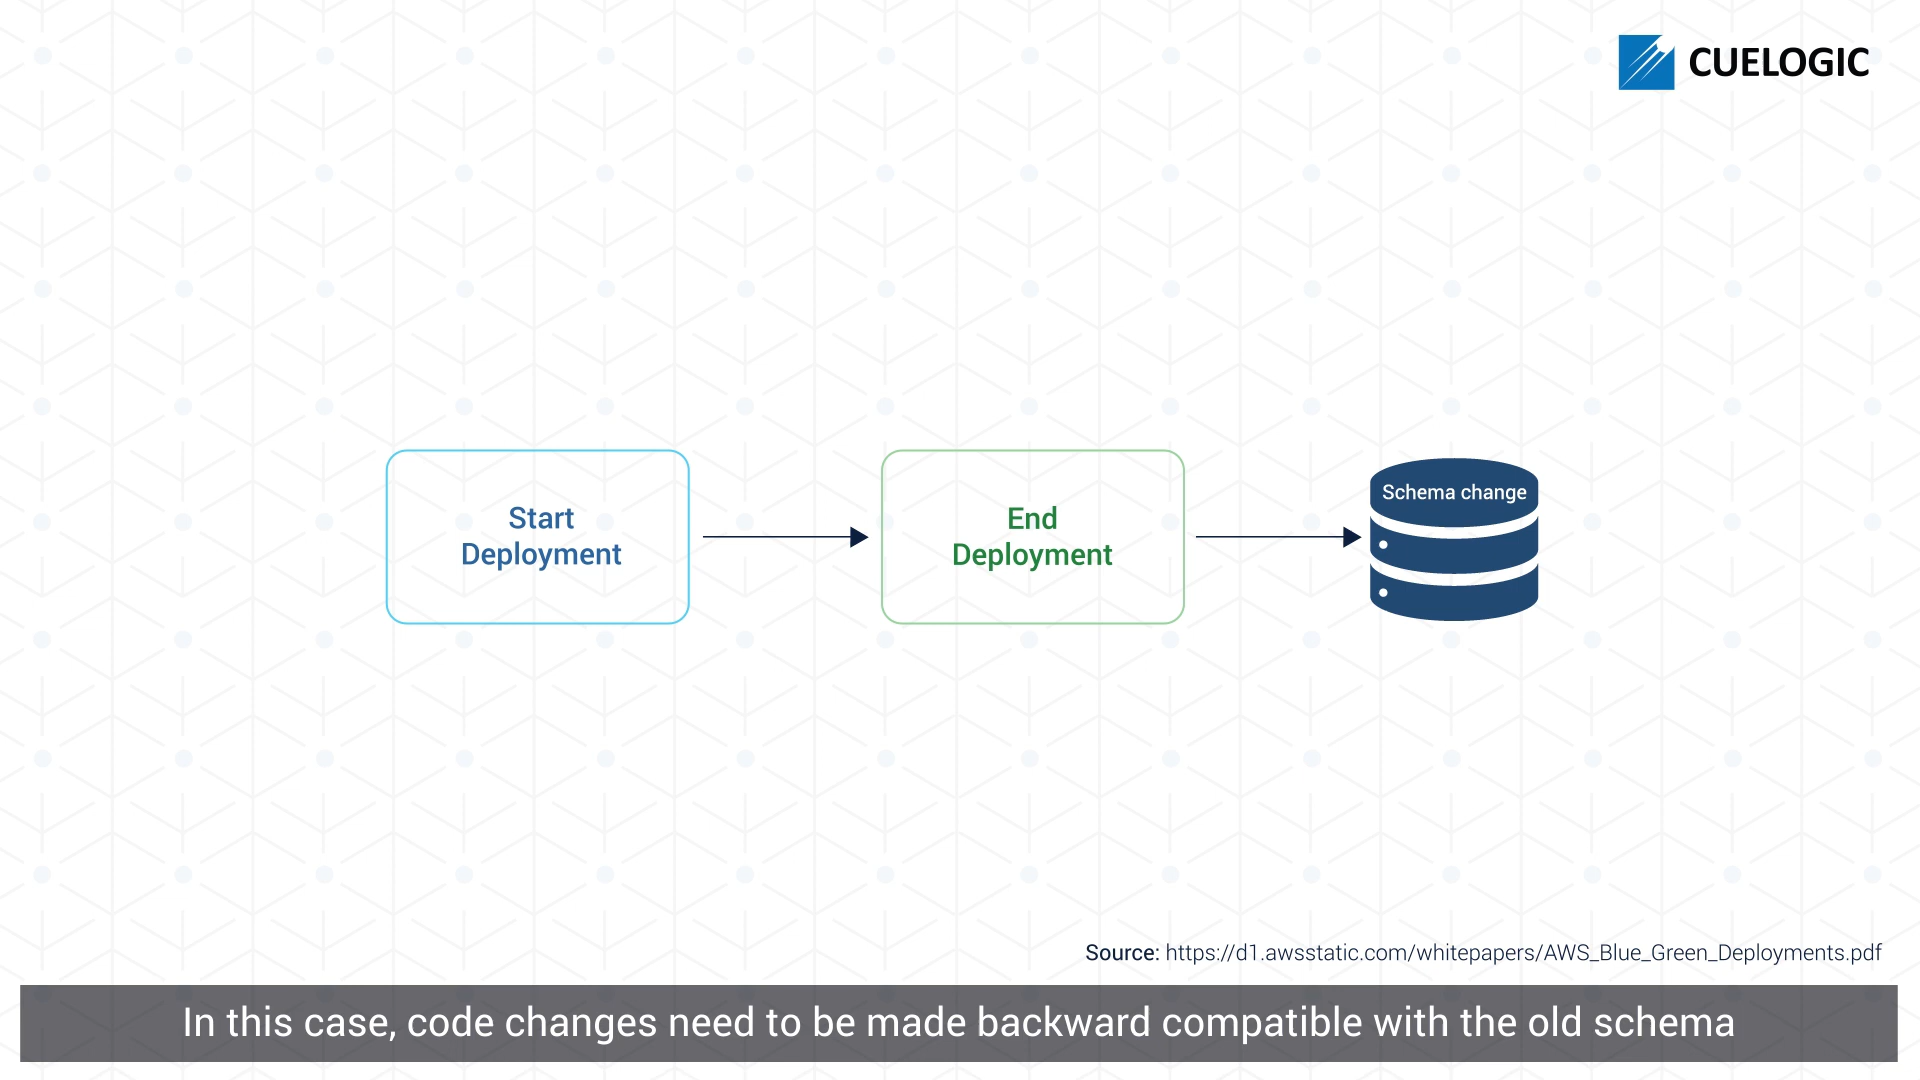 CUELOGIC
Start
Deployment
End
Deployment
Schema change
Source: https://d1.awsstatic.com/whitepapers/AWS_Blue_Green_Deployments.pdf
In this case, code changes need to be made backward compatible with the old schema